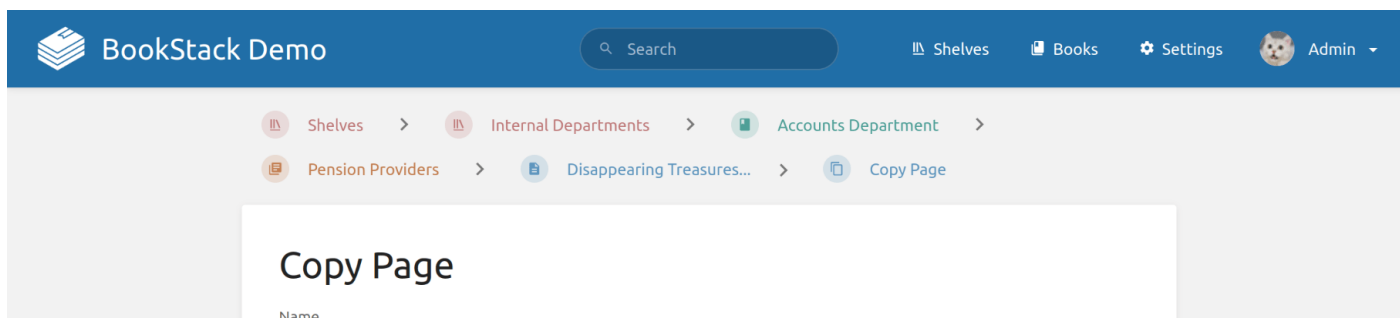 BookStack Demo Search Shelves Books Settings Admin
Shelves > Internal Departments > Accounts Department >
Pension Providers > Disappearing Treasures... > Copy Page
Copy Page
Name